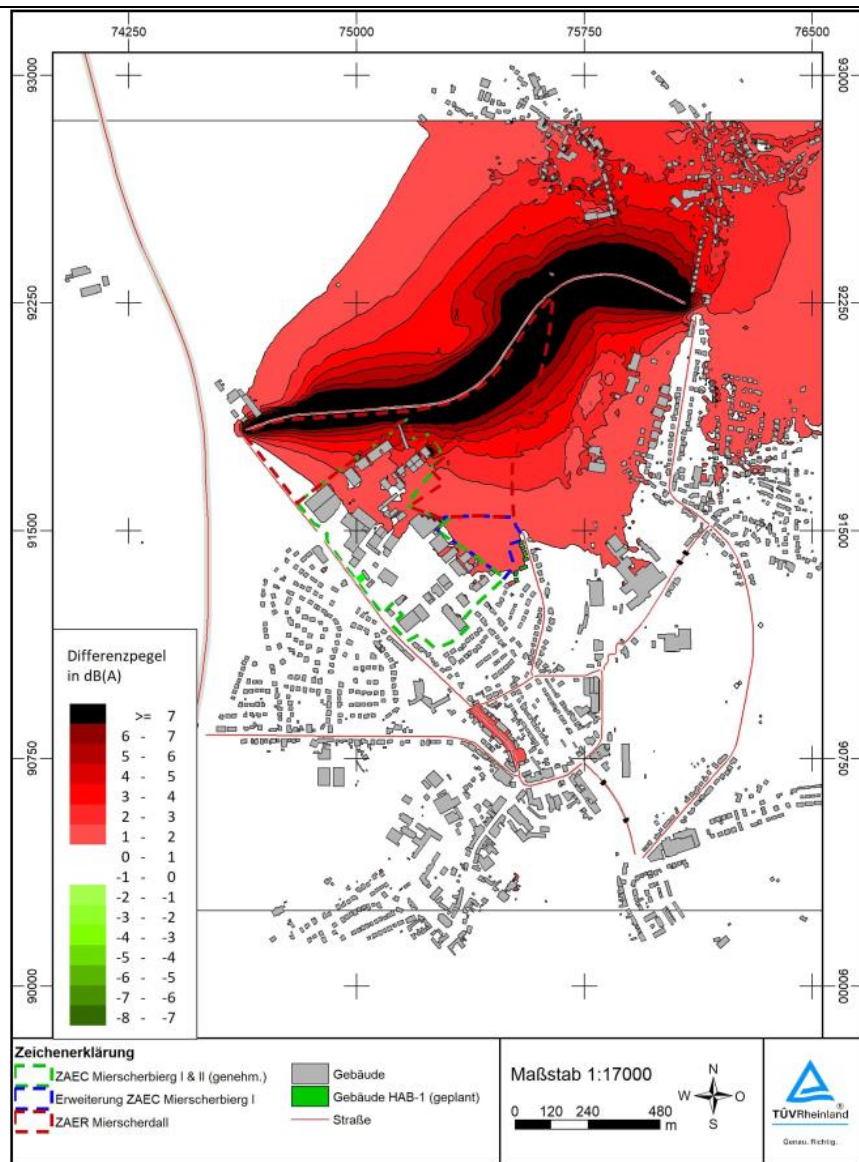 74250 75000 75750 76500
93000 93000
92250 92250
91500 91500
90750 90750
90000 90000
Differenzpegel
in dB(A)
>= 7
6 - 7
5 - 6
4 - 5
3 - 4
2 - 3
1 - 2
0 - 1
-1 - 0
-2 - -1
-3 - -2
-4 - -3
-5 - -4
-6 - -5
-7 - -6
-8 - -7
Zeichenerklärung
ZAEC Mierscherbierg I & II (genehm.)
Erweiterung ZAEC Mierscherbierg I
ZAER Mierscherdall
Gebäude
Gebäude HAB-1 (geplant)
Straße
Maßstab 1:17000
0 120 240 480
m
N
W O
S
TÜVRheinland®
Genau. Richtig.